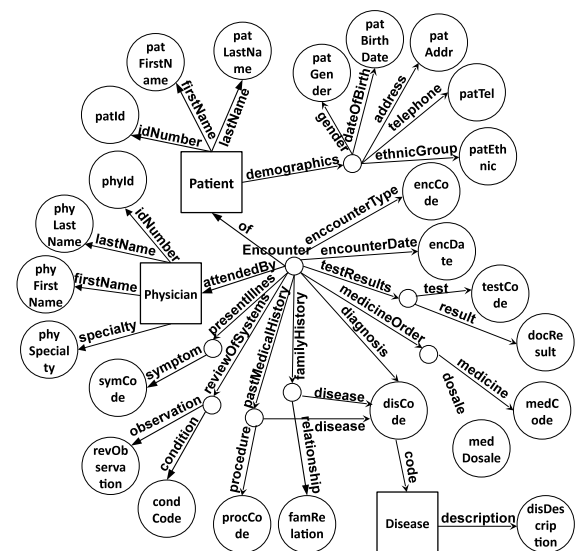 pat
LastNa
me
pat
FirstN
ame
pat
Birth
Date
pat
Addr
pat
Gen
der
patTel
patId
firstName
lastName
idNumber
gender
dateOfBirth
address
telephone
ethnicGroup
patEth
nic
Patient
demographics
phyId
idNumber
of
enccounterType
encCo
de
phy
Last
Name
lastName
Encounter
encounterDate
encDa
te
phy
First
Name
firstName
Physician
attendedBy
testResults
test
testCo
de
result
docRe
sult
specialty
phy
Special
ty
presentIllnes
reviewOfSystems
pastMedicalHistory
familyHistory
diagnosis
medicineOrder
symptom
symCo
de
medicine
dosale
medC
ode
observation
condition
disease
disease
disCo
de
procedure
relationship
revOb
serva
tion
med
Dosale
code
cond
Code
procCo
de
famRe
lation
Disease
description
disDes
crip
tion